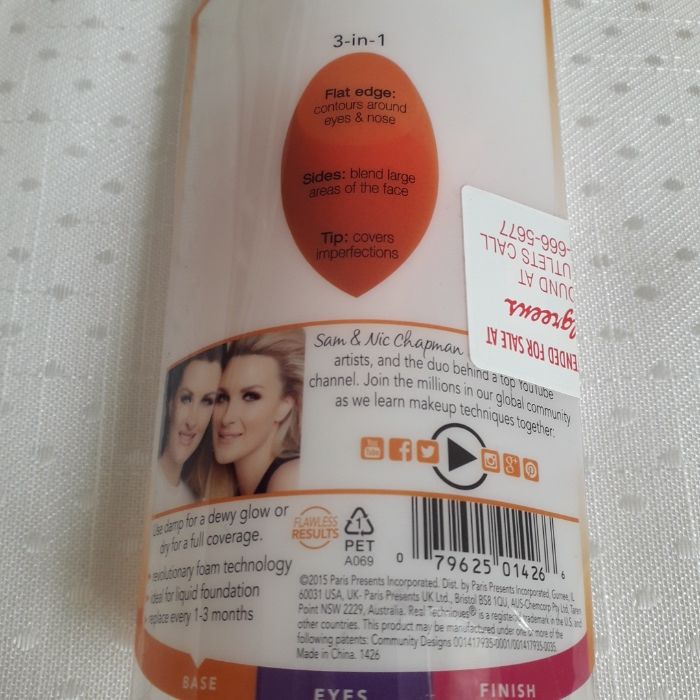 3-in-1
Flat edge:
contours around
eyes & nose
Sides: blend large
areas of the face
Tip: covers
imperfections
ENDED FOR SALE AT
greens
OUND AT
UTLETS CALL
-666-5677
Sam & Nic Chapman
artists, and the duo behind a top YouTube
channel. Join the millions in our global community
as we learn makeup techniques together:
You
Tube
f
g+
Use damp for a dewy glow or
dry for a full coverage.
• revolutionary foam technology
• ideal for liquid foundation
• replace every 1-3 months
FLAWLESS
RESULTS
1
PET
A069
0 79625 01426 6
©2015 Paris Presents Incorporated. Dist. by Paris Presents Incorporated, Gurnee, IL
60031 USA, UK- Paris Presents UK Ltd., Bristol BS8 1QU, AUS-Chemcorp Pty Ltd, Taren
Point NSW 2229, Australia. Real Techniques® is a registered trademark in the U.S. and
other countries. This product may be manufactured under one or more of the
following patents: Community Designs 001417935-0001/001417935-0035.
Made in China. 1426
BASE
EYES
FINISH